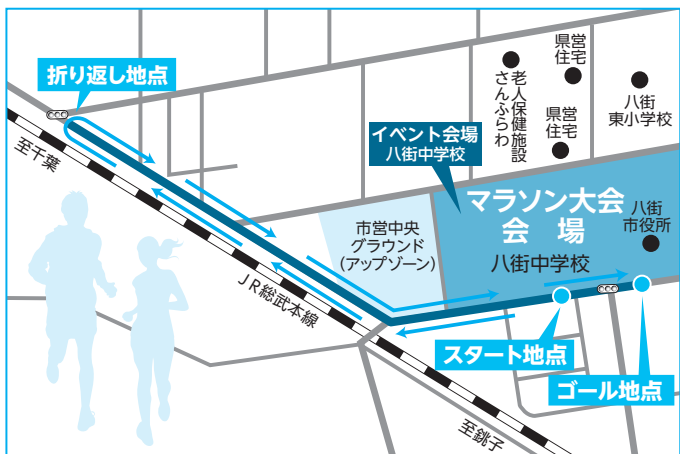 折り返し地点
至千葉
県営
住宅
老人保健施設
さんふらわ
県営
住宅
八街
東小学校
イベント会場
八街中学校
マラソン大会
会場
八街中学校
八街
市役所
市営中央
グラウンド
(アップゾーン)
JR総武本線
スタート地点
ゴール地点
至銚子